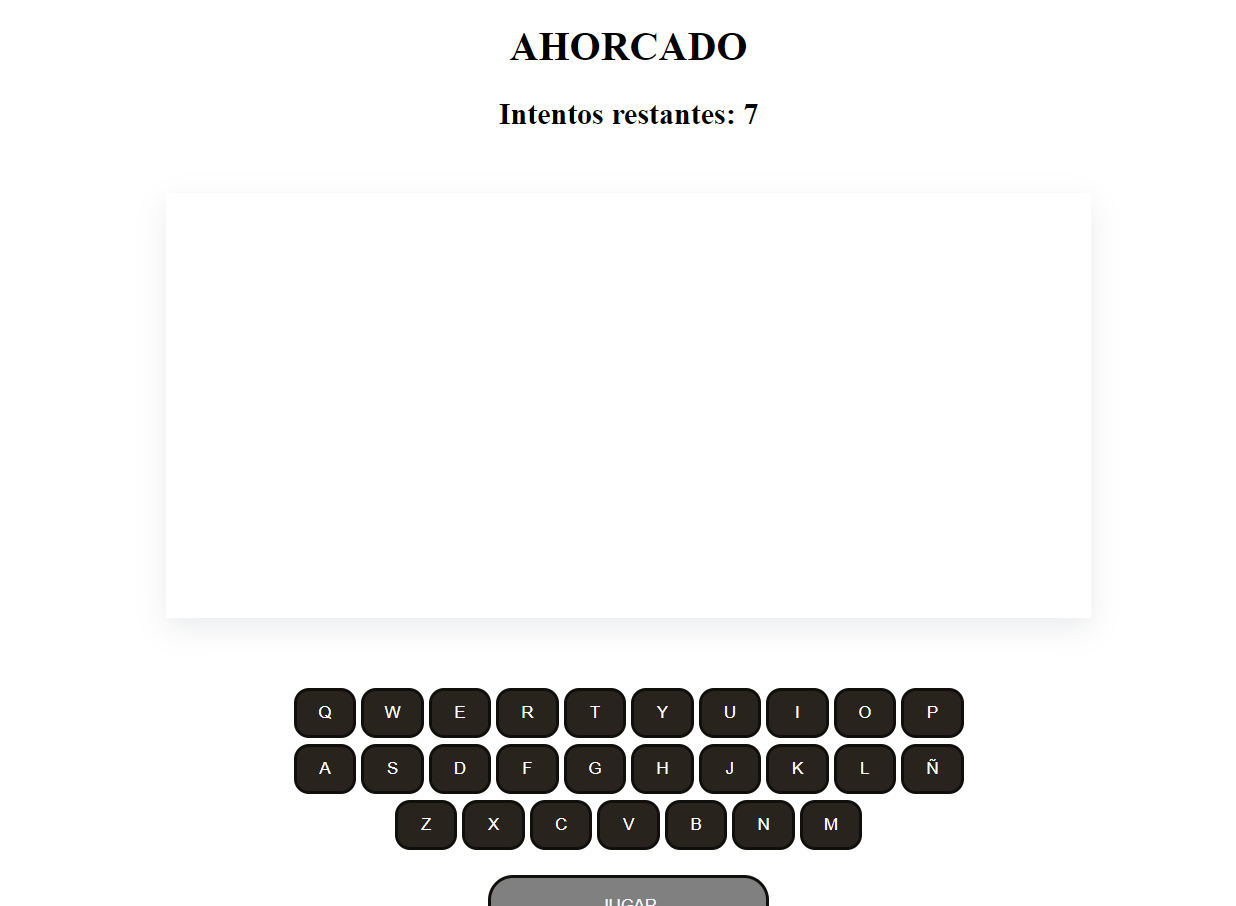 AHORCADO
Intentos restantes: 7
Q W E R T Y U I O P
A S D F G H J K L Ñ
Z X C V B N M
JUGAR